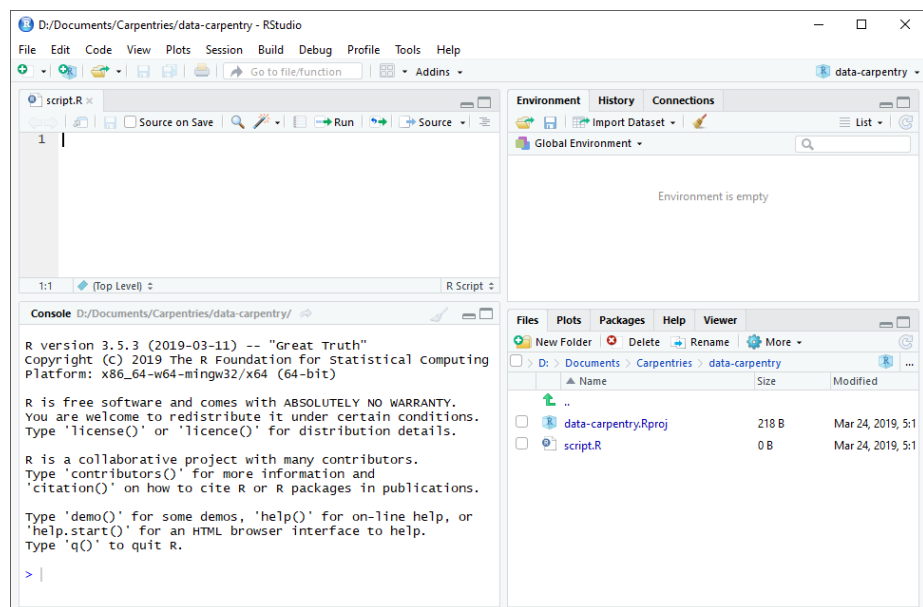 D:/Documents/Carpentries/data-carpentry - RStudio
File Edit Code View Plots Session Build Debug Profile Tools Help
Go to file/function Addins data-carpentry
script.R
Source on Save Run Source
1
1:1 (Top Level) R Script
Console D:/Documents/Carpentries/data-carpentry/
R version 3.5.3 (2019-03-11) -- "Great Truth"
Copyright (C) 2019 The R Foundation for Statistical Computing
Platform: x86_64-w64-mingw32/x64 (64-bit)
R is free software and comes with ABSOLUTELY NO WARRANTY.
You are welcome to redistribute it under certain conditions.
Type 'license()' or 'licence()' for distribution details.
R is a collaborative project with many contributors.
Type 'contributors()' for more information and
'citation()' on how to cite R or R packages in publications.
Type 'demo()' for some demos, 'help()' for on-line help, or
'help.start()' for an HTML browser interface to help.
Type 'q()' to quit R.
>
Environment History Connections
Import Dataset List
Global Environment
Environment is empty
Files Plots Packages Help Viewer
New Folder Delete Rename More
D: > Documents > Carpentries > data-carpentry ...
Name Size Modified
..
data-carpentry.Rproj 218 B Mar 24, 2019, 5:1
script.R 0 B Mar 24, 2019, 5:1